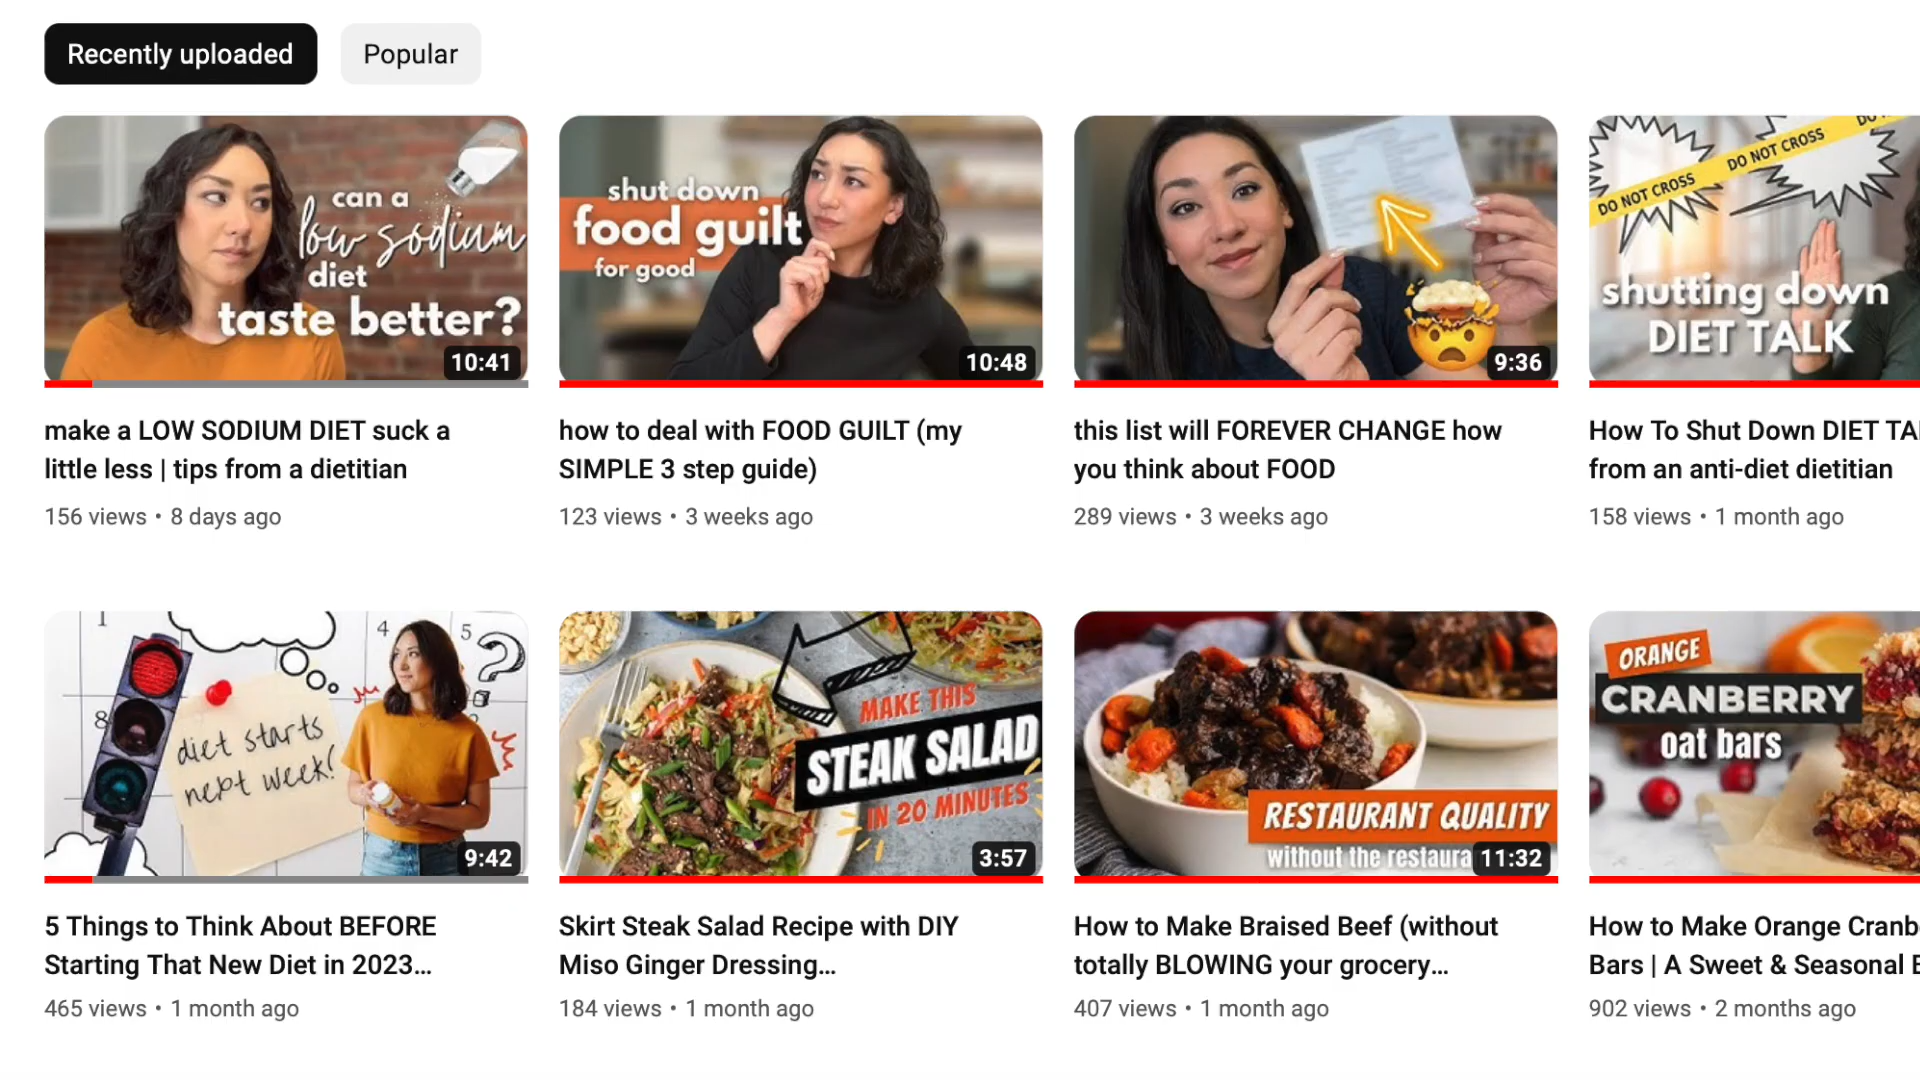 Recently uploaded
Popular
can a
low sodium
diet
taste better?
10:41
shut down
food guilt
for good
10:48
9:36
DO NOT CROSS
DO NOT CROSS
DO
shutting down
DIET TALK
make a LOW SODIUM DIET suck a
little less | tips from a dietitian
156 views • 8 days ago
how to deal with FOOD GUILT (my
SIMPLE 3 step guide)
123 views • 3 weeks ago
this list will FOREVER CHANGE how
you think about FOOD
289 views • 3 weeks ago
How To Shut Down DIET TA
from an anti-diet dietitian
158 views • 1 month ago
1
4
5
8
diet starts
next week!
9:42
MAKE THIS
STEAK SALAD
IN 20 MINUTES
3:57
RESTAURANT QUALITY
without the restaura
11:32
ORANGE
CRANBERRY
oat bars
5 Things to Think About BEFORE
Starting That New Diet in 2023...
465 views • 1 month ago
Skirt Steak Salad Recipe with DIY
Miso Ginger Dressing...
184 views • 1 month ago
How to Make Braised Beef (without
totally BLOWING your grocery...
407 views • 1 month ago
How to Make Orange Cranb
Bars | A Sweet & Seasonal
902 views • 2 months ago